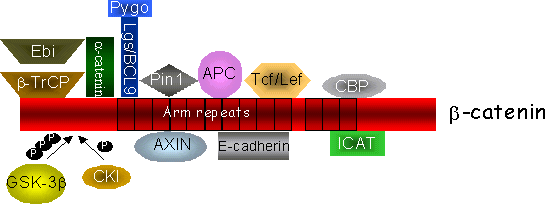 Pygo
Ebi
α-catenin
Lgs/BCL9
β-TrCP
Pin1
APC
Tcf/Lef
CBP
Arm repeats
β-catenin
P
P
P
P
AXIN
E-cadherin
ICAT
GSK-3β
CKI